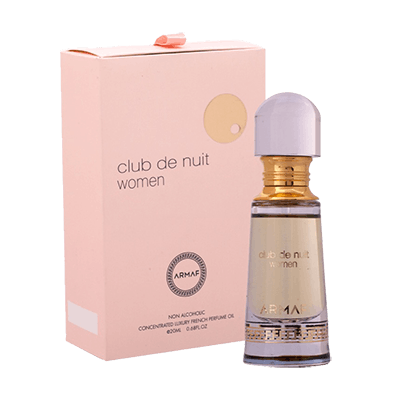 club de nuit
women
ARMAF
NON ALCOHOLIC
CONCENTRATED LUXURY FRENCH PERFUME OIL
℮20ML 0.68FL.OZ
club de nuit
women
ARMAF